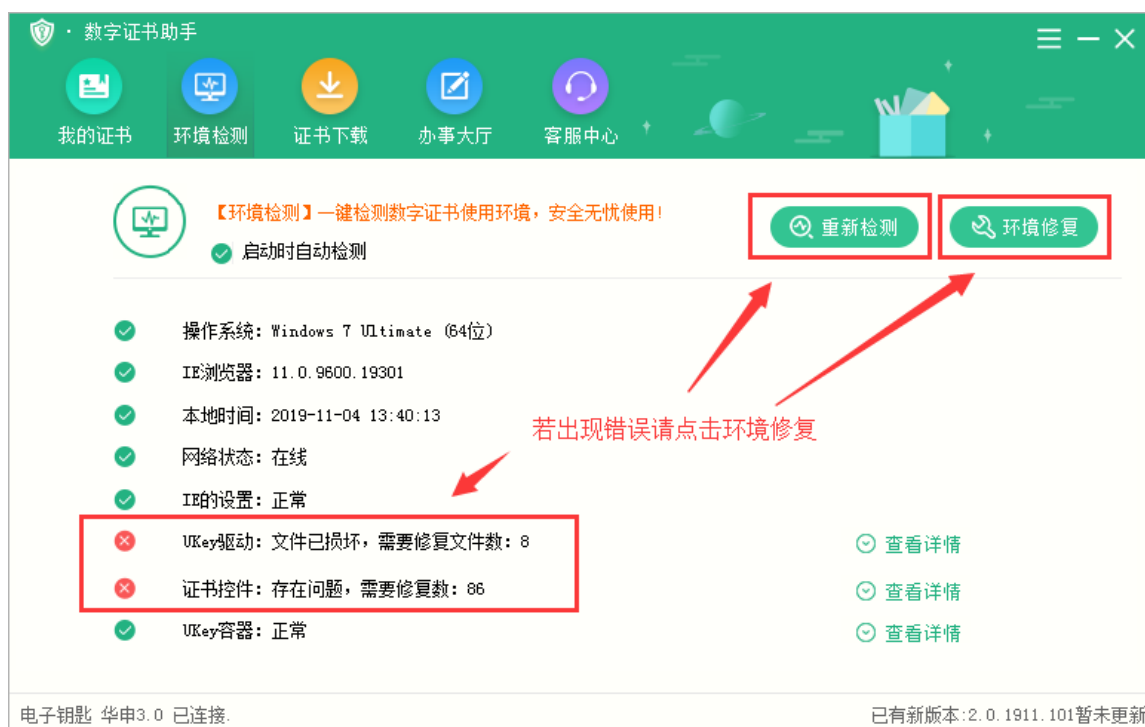 · 数字证书助手
我的证书 环境检测 证书下载 办事大厅 客服中心
【环境检测】一键检测数字证书使用环境，安全无忧使用！
启动时自动检测
重新检测 环境修复
操作系统：Windows 7 Ultimate (64位)
IE浏览器：11.0.9600.19301
本地时间：2019-11-04 13:40:13
若出现错误请点击环境修复
网络状态：在线
IE的设置：正常
UKey驱动：文件已损坏，需要修复文件数：8 查看详情
证书控件：存在问题，需要修复数：86 查看详情
UKey容器：正常 查看详情
电子钥匙 华申3.0 已连接. 已有新版本:2.0.1911.101暂未更新